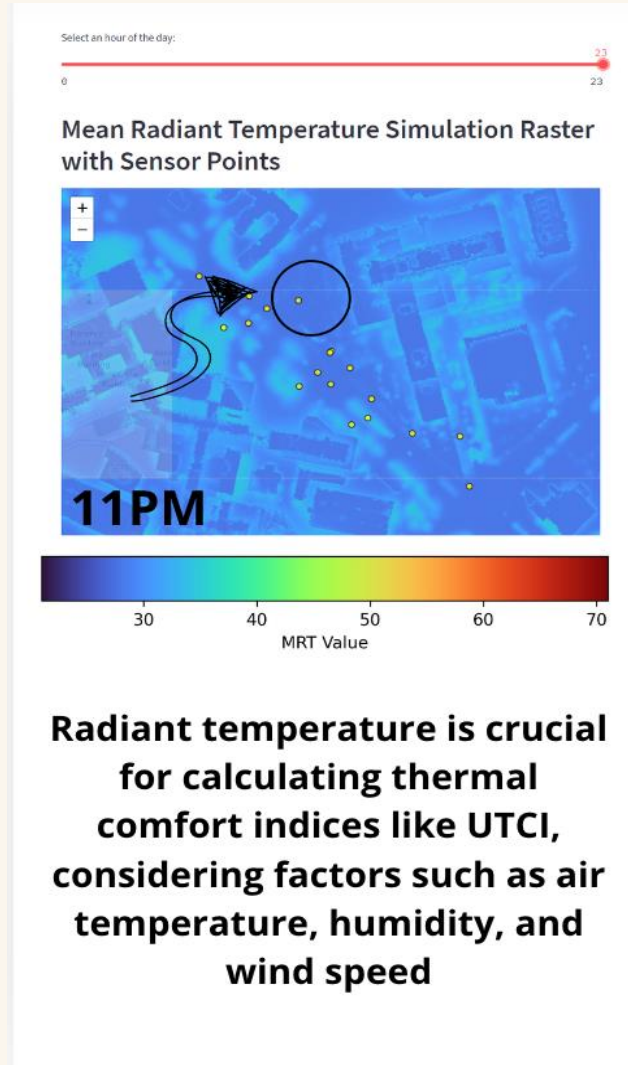 Select an hour of the day:
23
0
23
Mean Radiant Temperature Simulation Raster
with Sensor Points
+
−
11PM
30
40
50
60
70
MRT Value
Radiant temperature is crucial
for calculating thermal
comfort indices like UTCI,
considering factors such as air
temperature, humidity, and
wind speed